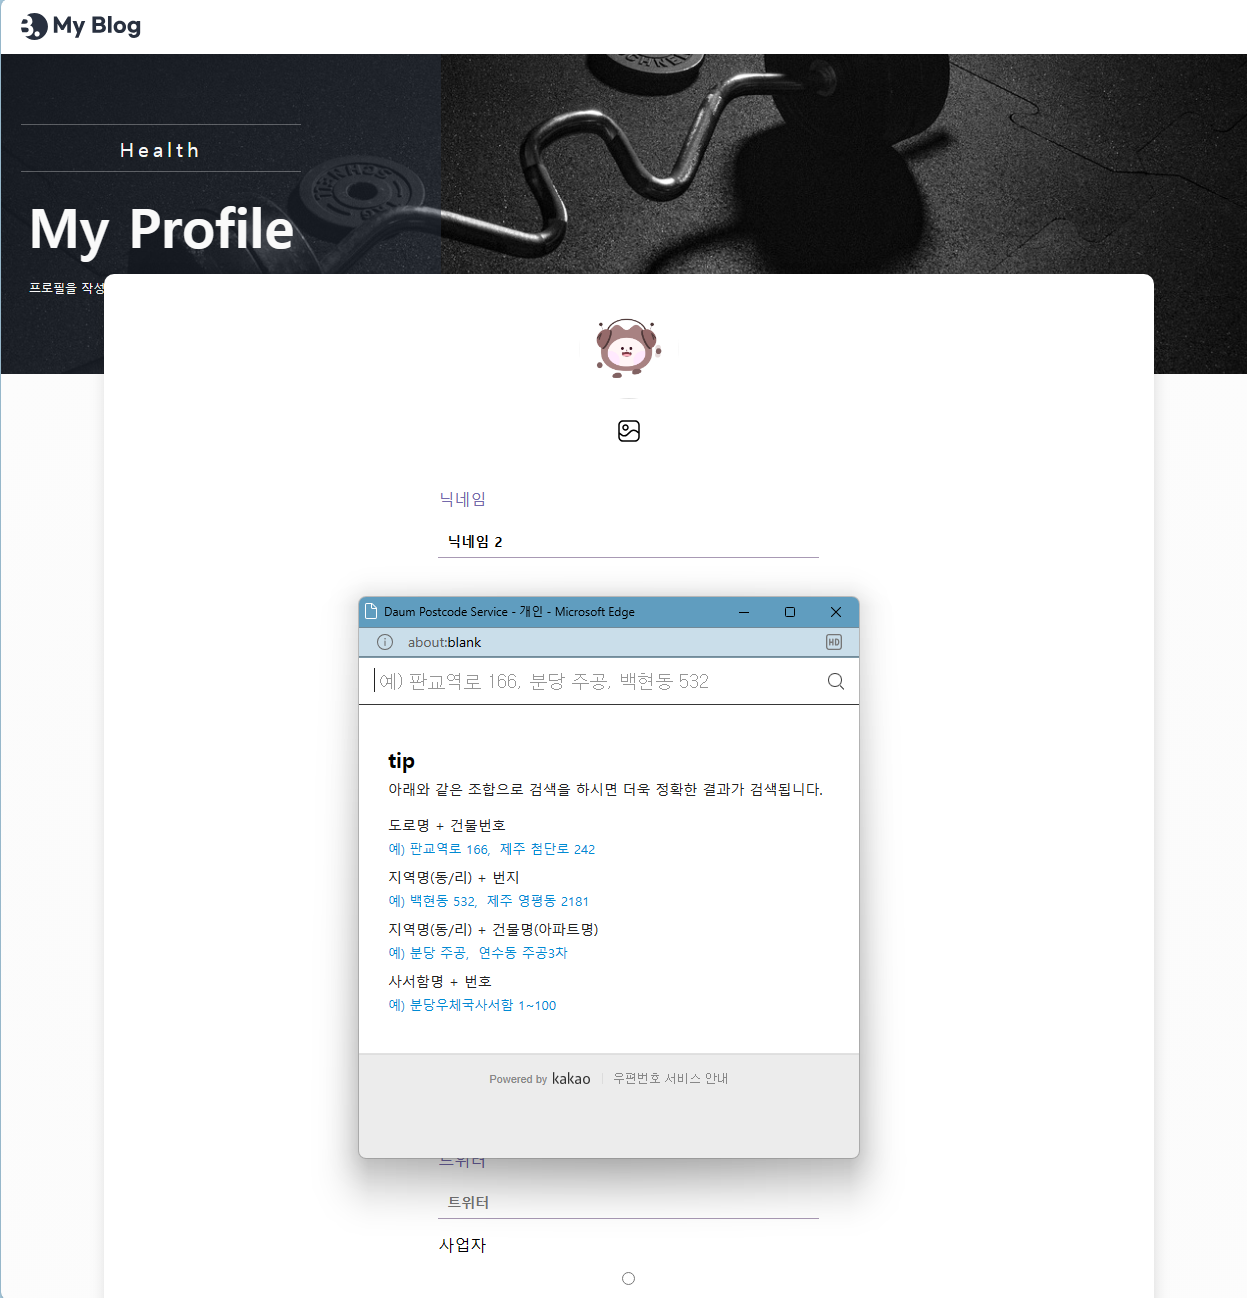 My Blog
Health
My Profile
프로필을 작성
닉네임
닉네임 2
Daum Postcode Service - 개인 - Microsoft Edge
about:blank
HD
예) 판교역로 166, 분당 주공, 백현동 532
tip
아래와 같은 조합으로 검색을 하시면 더욱 정확한 결과가 검색됩니다.
도로명 + 건물번호
예) 판교역로 166, 제주 첨단로 242
지역명(동/리) + 번지
예) 백현동 532, 제주 영평동 2181
지역명(동/리) + 건물명(아파트명)
예) 분당 주공, 연수동 주공3차
사서함명 + 번호
예) 분당우체국사서함 1~100
Powered by kakao 우편번호 서비스 안내
트위터
트위터
사업자